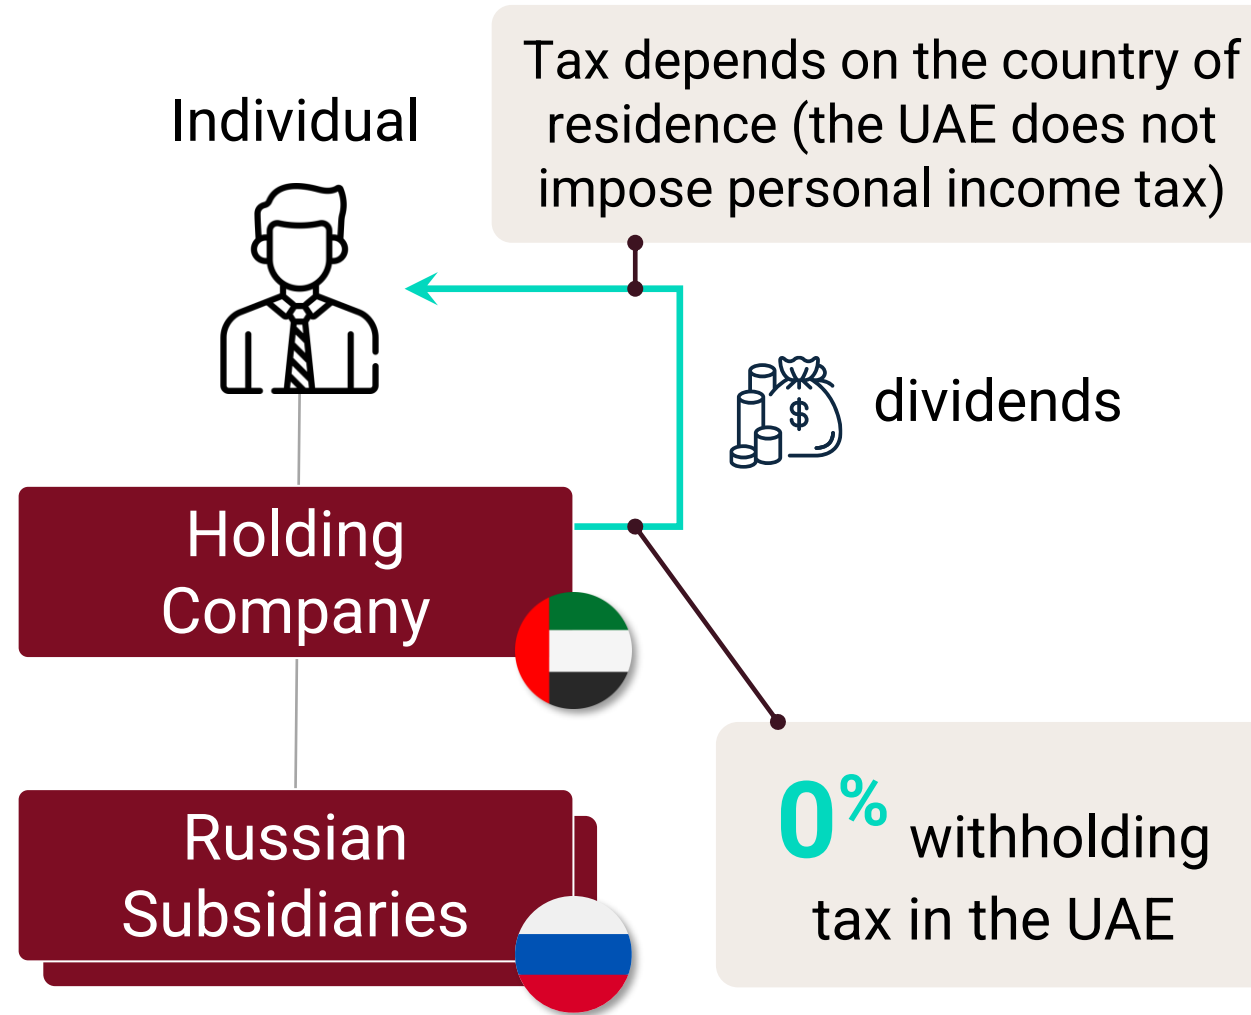 Individual
Tax depends on the country of
residence (the UAE does not
impose personal income tax)
$
dividends
Holding
Company
Russian
Subsidiaries
0% withholding
tax in the UAE